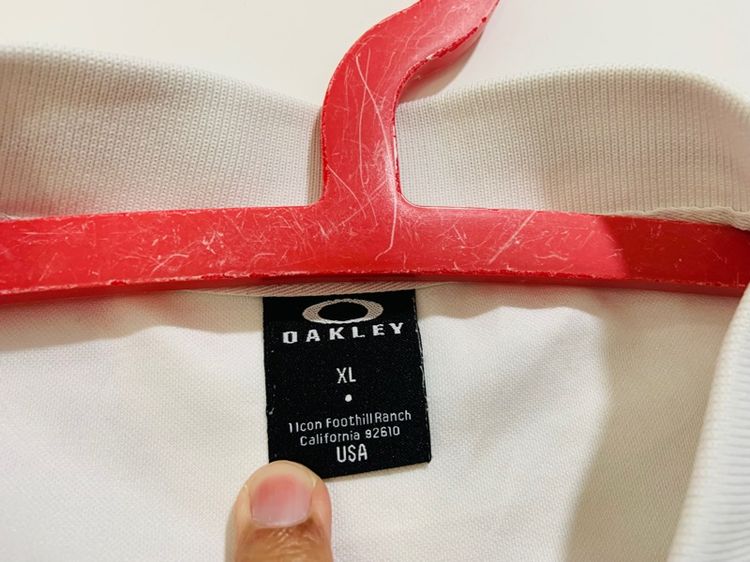 OAKLEY
XL
1 Icon Foothill Ranch
California 92610
USA